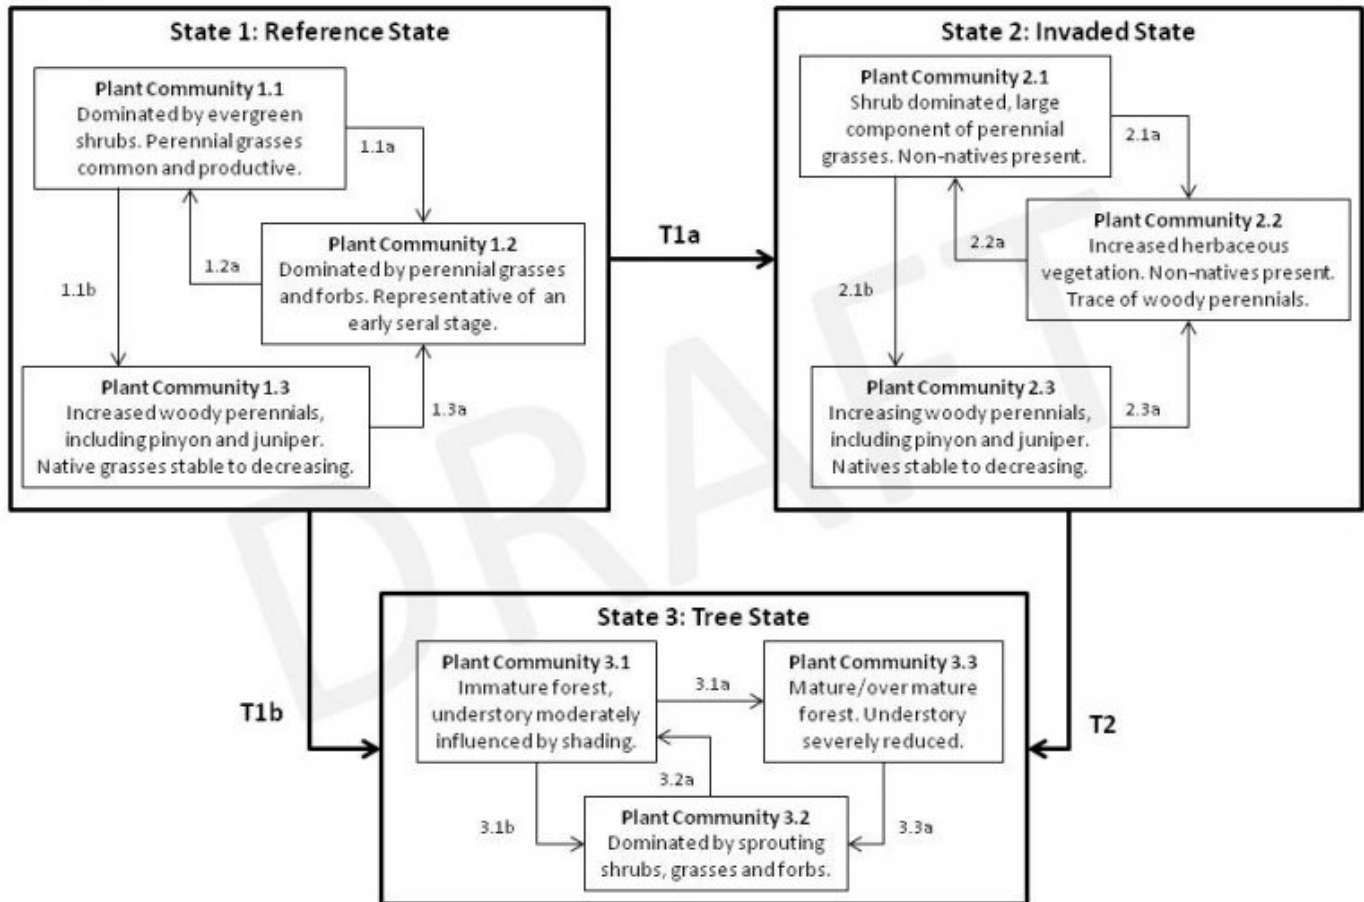 State 1: Reference State
Plant Community 1.1
Dominated by evergreen
shrubs. Perennial grasses
common and productive.
1.1a
1.2a
Plant Community 1.2
Dominated by perennial grasses
and forbs. Representative of an
early seral stage.
1.1b
Plant Community 1.3
Increased woody perennials,
including pinyon and juniper.
Native grasses stable to decreasing.
1.3a
T1a
State 2: Invaded State
Plant Community 2.1
Shrub dominated, large
component of perennial
grasses. Non-natives present.
2.1a
2.2a
Plant Community 2.2
Increased herbaceous
vegetation. Non-natives present.
Trace of woody perennials.
2.1b
Plant Community 2.3
Increasing woody perennials,
including pinyon and juniper.
Natives stable to decreasing.
2.3a
DRAFT
T1b
State 3: Tree State
Plant Community 3.1
Immature forest,
understory moderately
influenced by shading.
3.1a
Plant Community 3.3
Mature/over mature
forest. Understory
severely reduced.
3.2a
3.1b
Plant Community 3.2
Dominated by sprouting
shrubs, grasses and forbs.
3.3a
T2